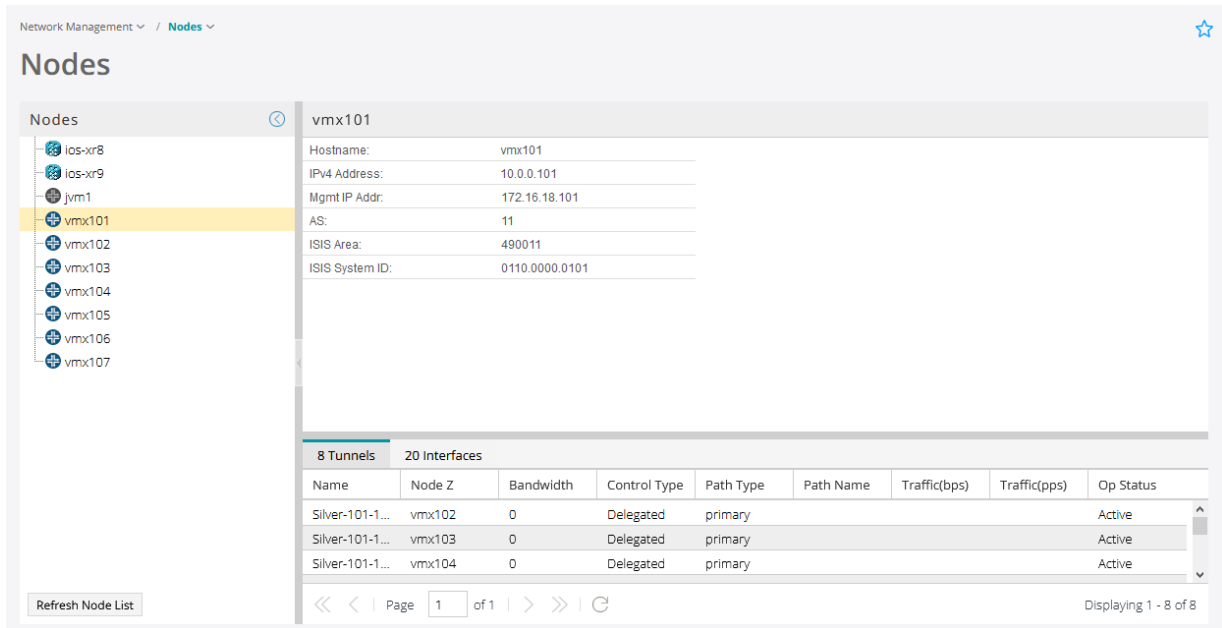 Network Management / Nodes
Nodes
Nodes
ios-xr8
ios-xr9
jvm1
vmx101
vmx102
vmx103
vmx104
vmx105
vmx106
vmx107
Refresh Node List
vmx101
Hostname: vmx101
IPv4 Address: 10.0.0.101
Mgmt IP Addr: 172.16.18.101
AS: 11
ISIS Area: 490011
ISIS System ID: 0110.0000.0101
8 Tunnels 20 Interfaces
Name Node Z Bandwidth Control Type Path Type Path Name Traffic(bps) Traffic(pps) Op Status
Silver-101-1... vmx102 0 Delegated primary Active
Silver-101-1... vmx103 0 Delegated primary Active
Silver-101-1... vmx104 0 Delegated primary Active
Page 1 of 1 Displaying 1 - 8 of 8